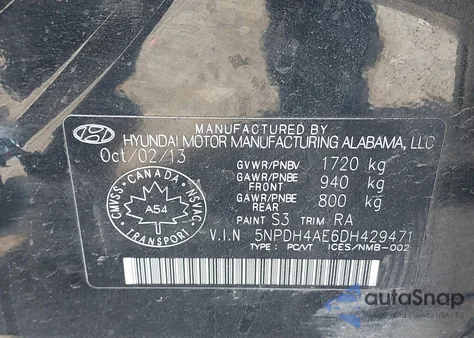 MANUFACTURED BY
HYUNDAI MOTOR MANUFACTURING ALABAMA, LLC
Oct/02/13
GVWR/PNBV 1720 kg
GAWR/PNBE FRONT 940 kg
GAWR/PNBE REAR 800 kg
PAINT S3 TRIM RA
V.I.N 5NPDH4AE6DH429471
TYPE: PC/VT ICES/NMB-002
CANADA
CMVSS
NSVAC
A54
TRANSPORT
autoSnap